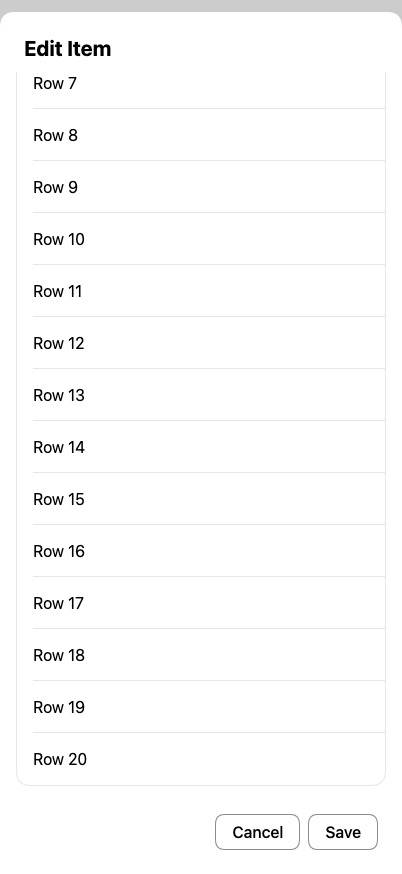 Edit Item
Row 7
Row 8
Row 9
Row 10
Row 11
Row 12
Row 13
Row 14
Row 15
Row 16
Row 17
Row 18
Row 19
Row 20
Cancel Save